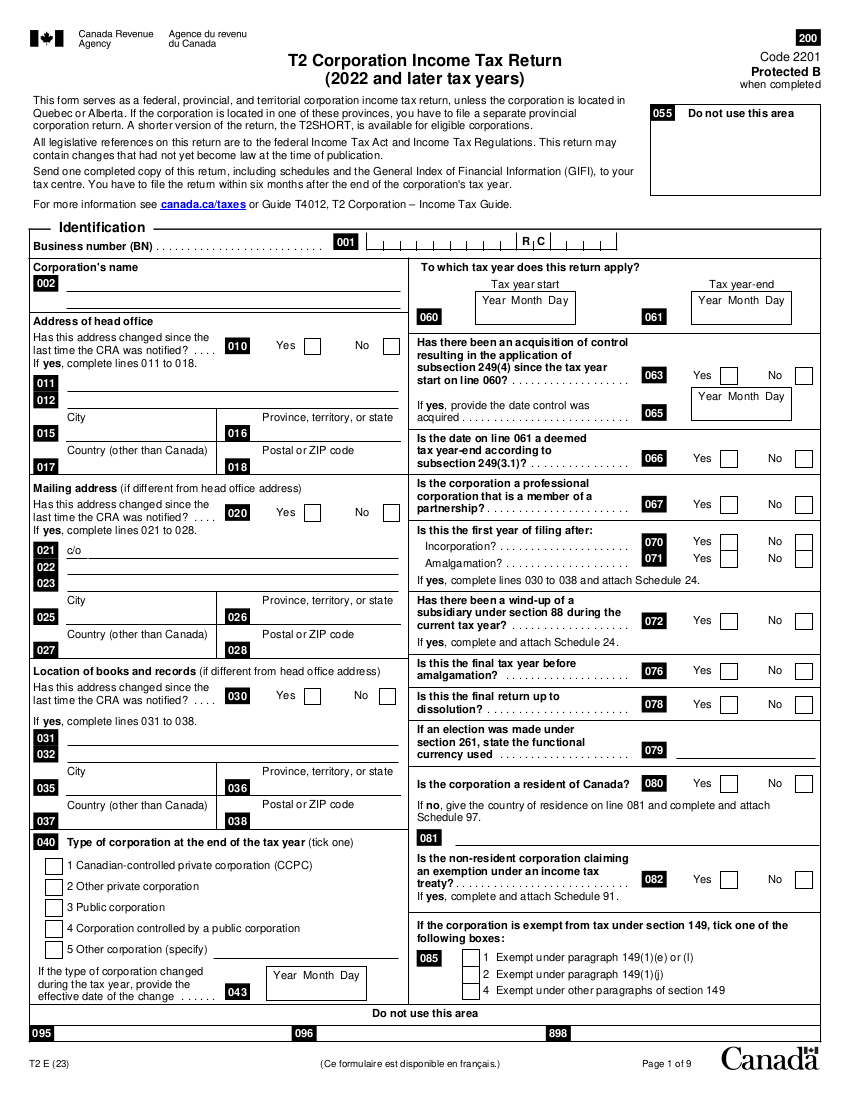 Canada Revenue Agence du revenu
Agency du Canada
200
Code 2201
Protected B
when completed
T2 Corporation Income Tax Return
(2022 and later tax years)
This form serves as a federal, provincial, and territorial corporation income tax return, unless the corporation is located in
Quebec or Alberta. If the corporation is located in one of these provinces, you have to file a separate provincial
corporation return. A shorter version of the return, the T2SHORT, is available for eligible corporations.
All legislative references on this return are to the federal Income Tax Act and Income Tax Regulations. This return may
contain changes that had not yet become law at the time of publication.
Send one completed copy of this return, including schedules and the General Index of Financial Information (GIFI), to your
tax centre. You have to file the return within six months after the end of the corporation's tax year.
For more information see canada.ca/taxes or Guide T4012, T2 Corporation – Income Tax Guide.
055 Do not use this area
Identification
Business number (BN) . . . . . . . . . . . . . . . . . . . . . . . . . . 001 R C
Corporation's name
002
Address of head office
Has this address changed since the
last time the CRA was notified? . . . . 010 Yes No
If yes, complete lines 011 to 018.
011
012
City Province, territory, or state
015 016
Country (other than Canada) Postal or ZIP code
017 018
Mailing address (if different from head office address)
Has this address changed since the
last time the CRA was notified? . . . . 020 Yes No
If yes, complete lines 021 to 028.
021 c/o
022
023
City Province, territory, or state
025 026
Country (other than Canada) Postal or ZIP code
027 028
Location of books and records (if different from head office address)
Has this address changed since the
last time the CRA was notified? . . . . 030 Yes No
If yes, complete lines 031 to 038.
031
032
City Province, territory, or state
035 036
Country (other than Canada) Postal or ZIP code
037 038
040 Type of corporation at the end of the tax year (tick one)
1 Canadian-controlled private corporation (CCPC)
2 Other private corporation
3 Public corporation
4 Corporation controlled by a public corporation
5 Other corporation (specify)
If the type of corporation changed
during the tax year, provide the
effective date of the change . . . . . . 043 Year Month Day
To which tax year does this return apply?
Tax year start Tax year-end
Year Month Day Year Month Day
060 061
Has there been an acquisition of control
resulting in the application of
subsection 249(4) since the tax year
start on line 060? . . . . . . . . . . . . . . . . . . . 063 Yes No
Year Month Day
If yes, provide the date control was
acquired . . . . . . . . . . . . . . . . . . . . . . . . . . . 065
Is the date on line 061 a deemed
tax year-end according to
subsection 249(3.1)? . . . . . . . . . . . . . . . . 066 Yes No
Is the corporation a professional
corporation that is a member of a
partnership? . . . . . . . . . . . . . . . . . . . . . . . 067 Yes No
Is this the first year of filing after:
Incorporation? . . . . . . . . . . . . . . . . . . . . . 070 Yes No
Amalgamation? . . . . . . . . . . . . . . . . . . . . 071 Yes No
If yes, complete lines 030 to 038 and attach Schedule 24.
Has there been a wind-up of a
subsidiary under section 88 during the
current tax year? . . . . . . . . . . . . . . . . . . . 072 Yes No
If yes, complete and attach Schedule 24.
Is this the final tax year before
amalgamation? . . . . . . . . . . . . . . . . . . . . 076 Yes No
Is this the final return up to
dissolution? . . . . . . . . . . . . . . . . . . . . . . . 078 Yes No
If an election was made under
section 261, state the functional
currency used . . . . . . . . . . . . . . . . . . . . . 079
Is the corporation a resident of Canada? 080 Yes No
If no, give the country of residence on line 081 and complete and attach
Schedule 97.
081
Is the non-resident corporation claiming
an exemption under an income tax
treaty? . . . . . . . . . . . . . . . . . . . . . . . . . . . . 082 Yes No
If yes, complete and attach Schedule 91.
If the corporation is exempt from tax under section 149, tick one of the
following boxes:
085 1 Exempt under paragraph 149(1)(e) or (l)
2 Exempt under paragraph 149(1)(j)
4 Exempt under other paragraphs of section 149
Do not use this area
095 096 898
T2 E (23) (Ce formulaire est disponible en français.) Page 1 of 9 Canada